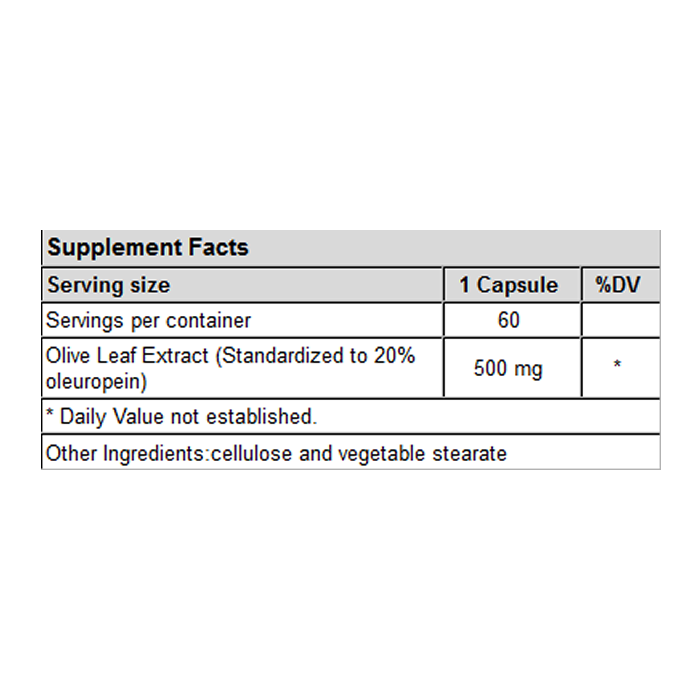 Supplement Facts
Serving size 1 Capsule %DV
Servings per container 60
Olive Leaf Extract (Standardized to 20%
oleuropein) 500 mg *
* Daily Value not established.
Other Ingredients:cellulose and vegetable stearate